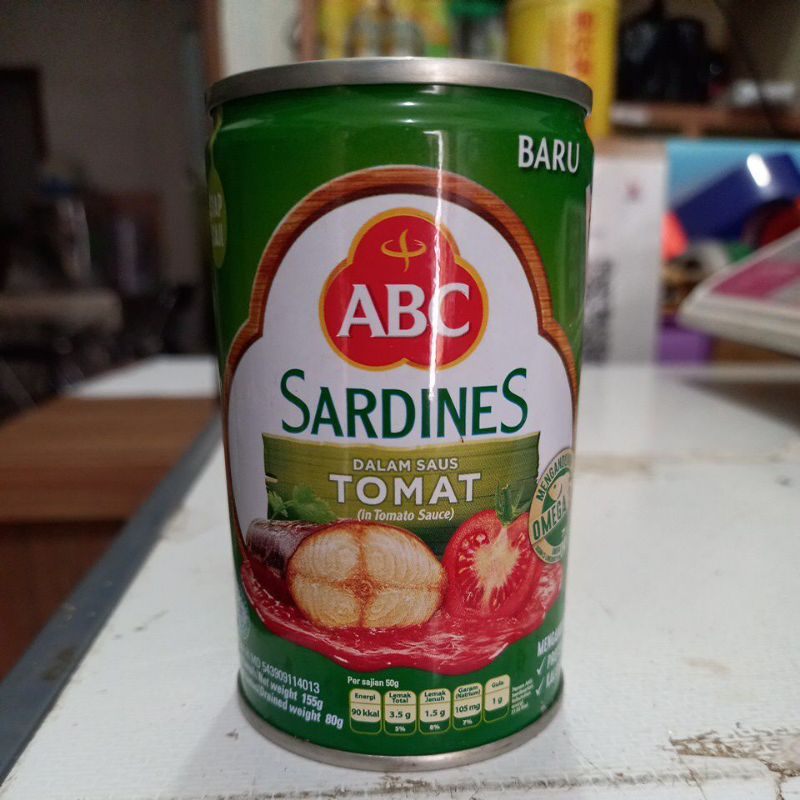 BARU
ABC
SARDINES
DALAM SAUS
TOMAT
(In Tomato Sauce)
OMEGA
MD 543909114013
Net weight 155g
Drained weight 80g
Per sajian 50g
Energi
90 kkal
Lemak Total
3.5 g
5%
Lemak Jenuh
1.5 g
8%
Garam (Natrium)
105 mg
7%
Gula
1 g